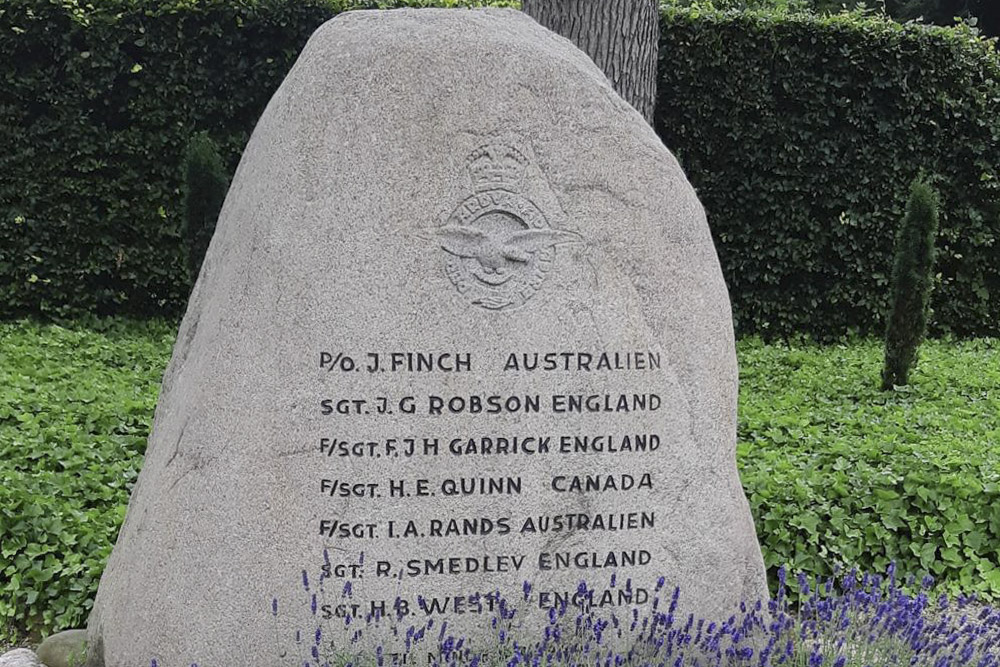 P/O. J. FINCH AUSTRALIEN
SGT. J. G ROBSON ENGLAND
F/SGT. F. J H GARRICK ENGLAND
F/SGT. H. E. QUINN CANADA
F/SGT. I. A. RANDS AUSTRALIEN
SGT. R. SMEDLEV ENGLAND
SGT. H. B. WEST ENGLAND